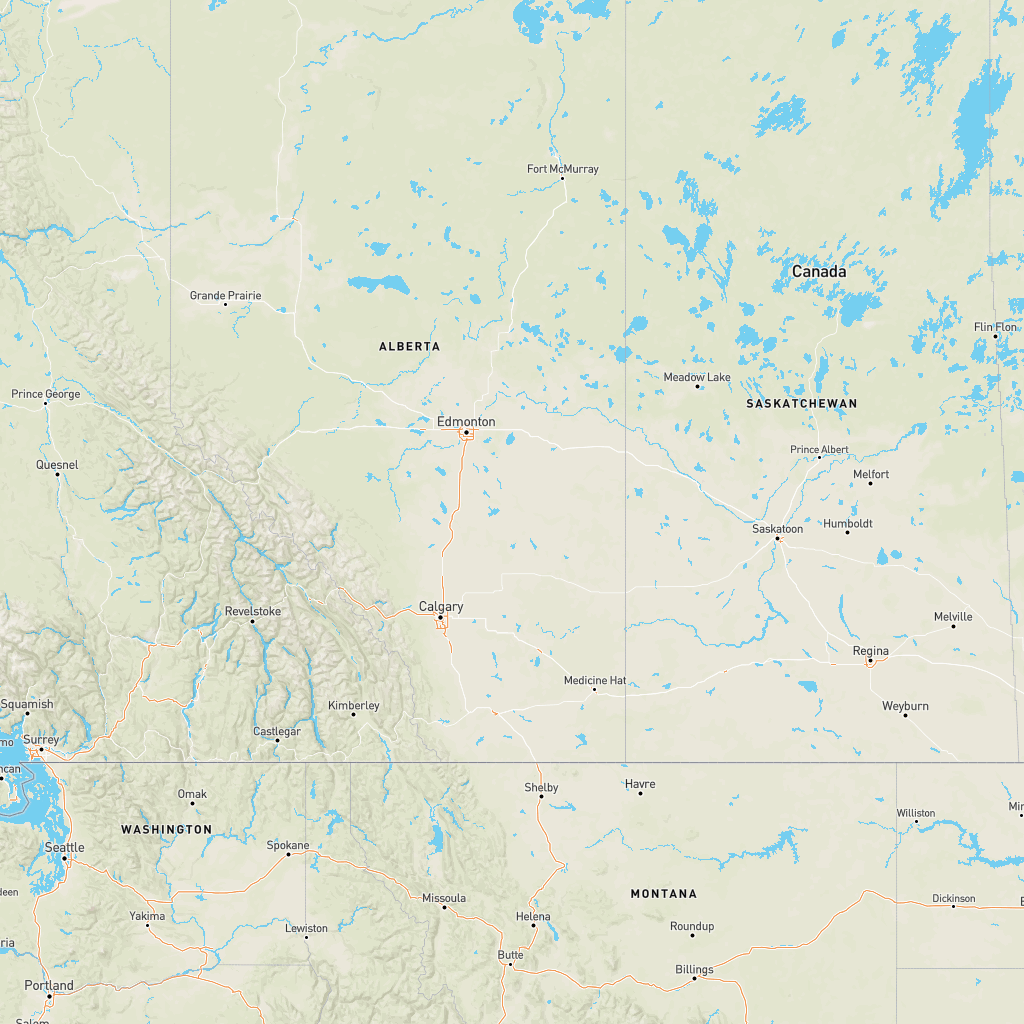 Fort McMurray
Canada
Grande Prairie
Flin Flon
ALBERTA
Meadow Lake
Prince George
SASKATCHEWAN
Edmonton
Prince Albert
Quesnel
Melfort
Humboldt
Saskatoon
Calgary
Revelstoke
Melville
Regina
Medicine Hat
Squamish
Kimberley
Weyburn
Castlegar
Surrey
mo
ncan
Shelby
Havre
Omak
Min
Williston
WASHINGTON
Seattle
Spokane
deen
MONTANA
Missoula
Dickinson
B
Yakima
Helena
Lewiston
Roundup
ria
Butte
Billings
Portland
Salem